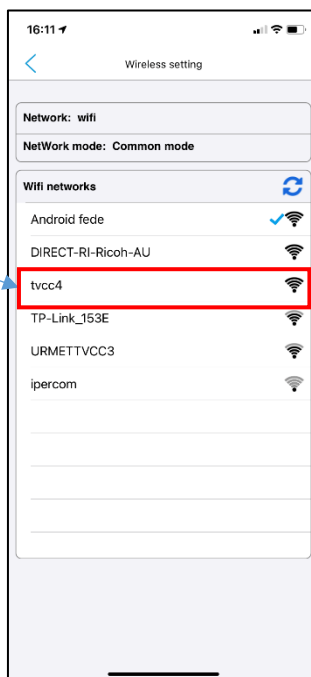 16:11
Wireless setting
Network: wifi
NetWork mode: Common mode
Wifi networks
Android fede
DIRECT-RI-Ricoh-AU
tvcc4
TP-Link_153E
URMETTVCC3
ipercom